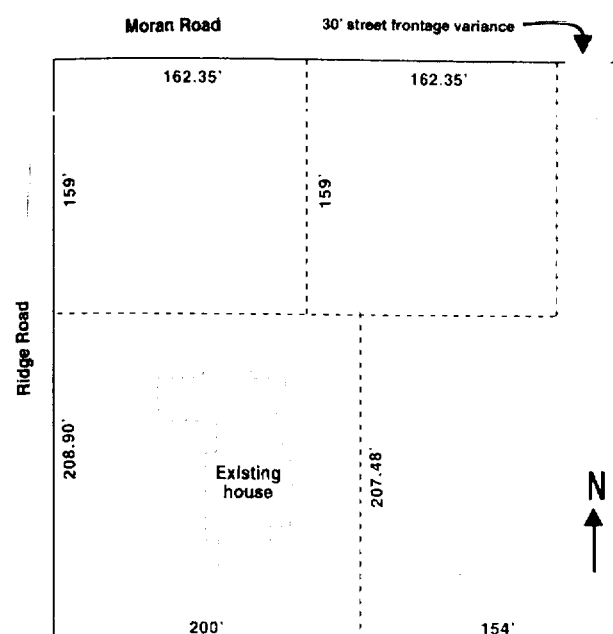 Moran Road
30' street frontage variance
162.35'
162.35'
159'
159'
Ridge Road
208.90'
Existing
house
207.48'
N
200'
154'